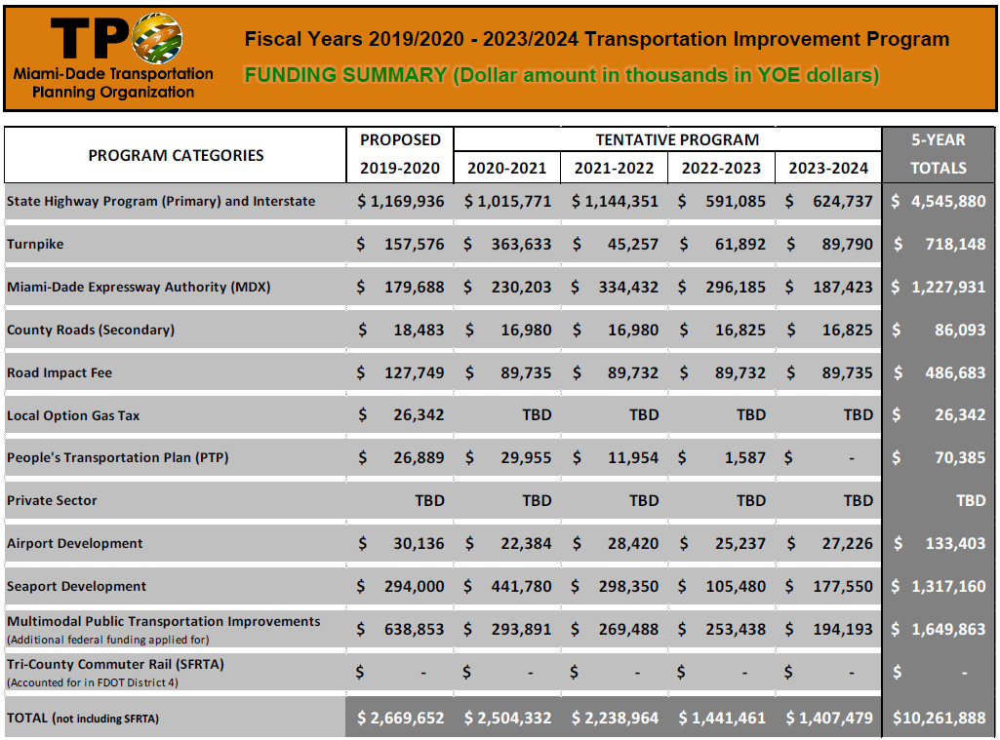 TPO
Miami-Dade Transportation
Planning Organization
Fiscal Years 2019/2020 - 2023/2024 Transportation Improvement Program
FUNDING SUMMARY (Dollar amount in thousands in YOE dollars)
PROGRAM CATEGORIES PROPOSED TENTATIVE PROGRAM 5-YEAR
2019-2020 2020-2021 2021-2022 2022-2023 2023-2024 TOTALS
State Highway Program (Primary) and Interstate $ 1,169,936 $ 1,015,771 $ 1,144,351 $ 591,085 $ 624,737 $ 4,545,880
Turnpike $ 157,576 $ 363,633 $ 45,257 $ 61,892 $ 89,790 $ 718,148
Miami-Dade Expressway Authority (MDX) $ 179,688 $ 230,203 $ 334,432 $ 296,185 $ 187,423 $ 1,227,931
County Roads (Secondary) $ 18,483 $ 16,980 $ 16,980 $ 16,825 $ 16,825 $ 86,093
Road Impact Fee $ 127,749 $ 89,735 $ 89,732 $ 89,732 $ 89,735 $ 486,683
Local Option Gas Tax $ 26,342 TBD TBD TBD TBD $ 26,342
People's Transportation Plan (PTP) $ 26,889 $ 29,955 $ 11,954 $ 1,587 $ - $ 70,385
Private Sector TBD TBD TBD TBD TBD TBD
Airport Development $ 30,136 $ 22,384 $ 28,420 $ 25,237 $ 27,226 $ 133,403
Seaport Development $ 294,000 $ 441,780 $ 298,350 $ 105,480 $ 177,550 $ 1,317,160
Multimodal Public Transportation Improvements $ 638,853 $ 293,891 $ 269,488 $ 253,438 $ 194,193 $ 1,649,863
(Additional federal funding applied for)
Tri-County Commuter Rail (SFRTA) $ - $ - $ - $ - $ - $ -
(Accounted for in FDOT District 4)
TOTAL (not including SFRTA) $ 2,669,652 $ 2,504,332 $ 2,238,964 $ 1,441,461 $ 1,407,479 $10,261,888